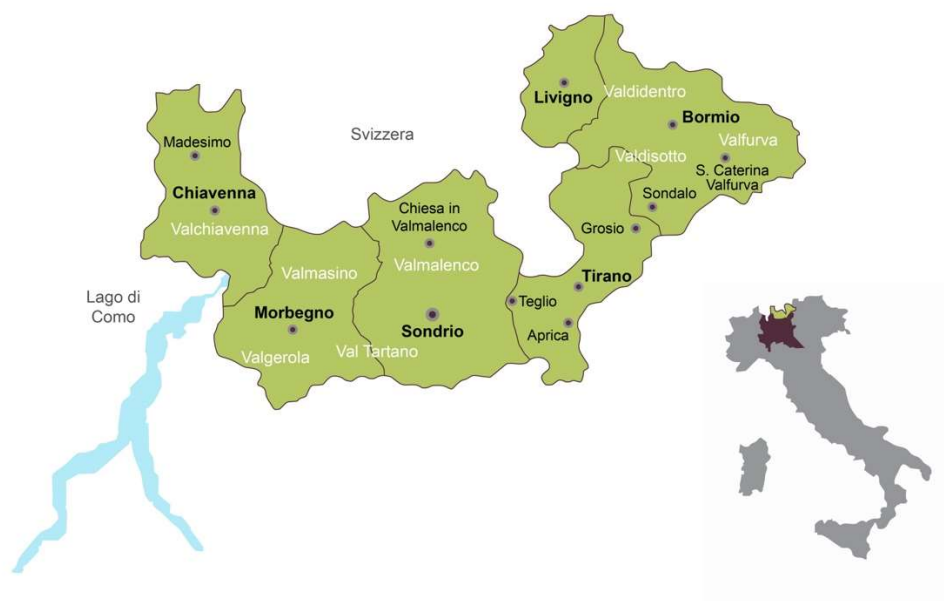 Livigno
Valdidentro
Bormio
Valfurva
Valdisotto
S. Caterina
Valfurva
Sondalo
Grosio
Svizzera
Madesimo
Chiavenna
Valchiavenna
Chiesa in
Valmalenco
Valmalenco
Valmasino
Tirano
Teglio
Aprica
Lago di
Como
Morbegno
Sondrio
Valgerola
Val Tartano